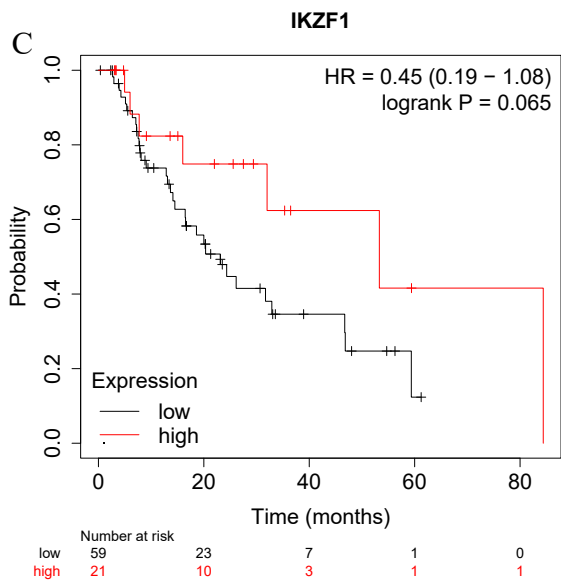 C
IKZF1
HR = 0.45 (0.19 − 1.08)
logrank P = 0.065
1.0
0.8
0.6
0.4
0.2
0.0
Probability
Expression
low
high
0 20 40 60 80
Time (months)
Number at risk
low 59 23 7 1 0
high 21 10 3 1 1